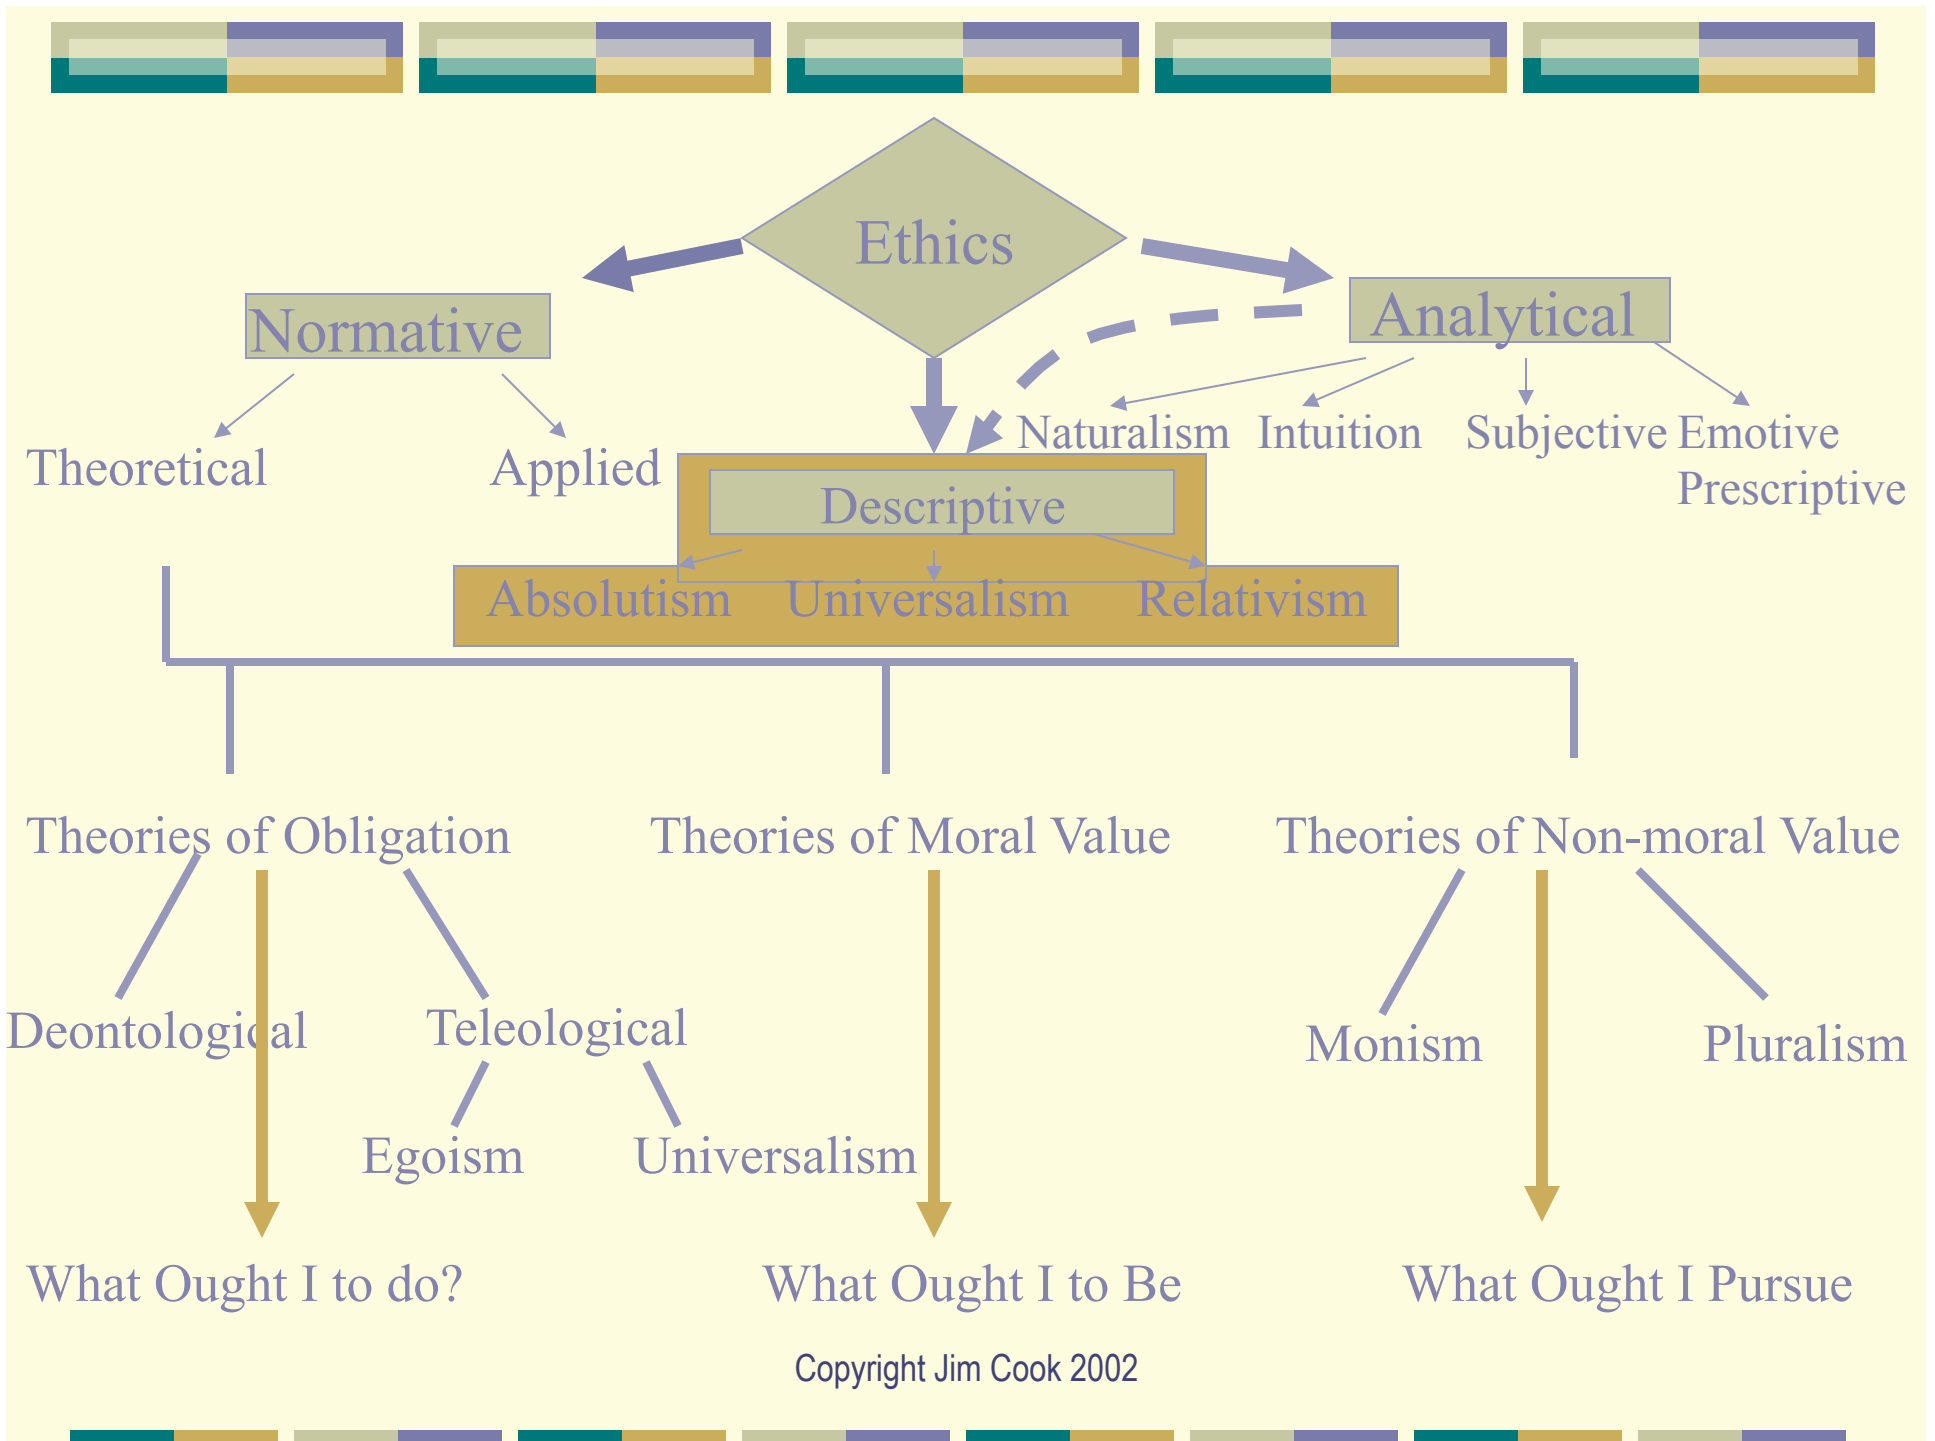 Ethics
Normative
Analytical
Naturalism
Intuition
Subjective
Emotive
Prescriptive
Theoretical
Applied
Descriptive
Absolutism
Universalism
Relativism
Theories of Obligation
Theories of Moral Value
Theories of Non-moral Value
Deontological
Teleological
Monism
Pluralism
Egoism
Universalism
What Ought I to do?
What Ought I to Be
What Ought I Pursue
Copyright Jim Cook 2002